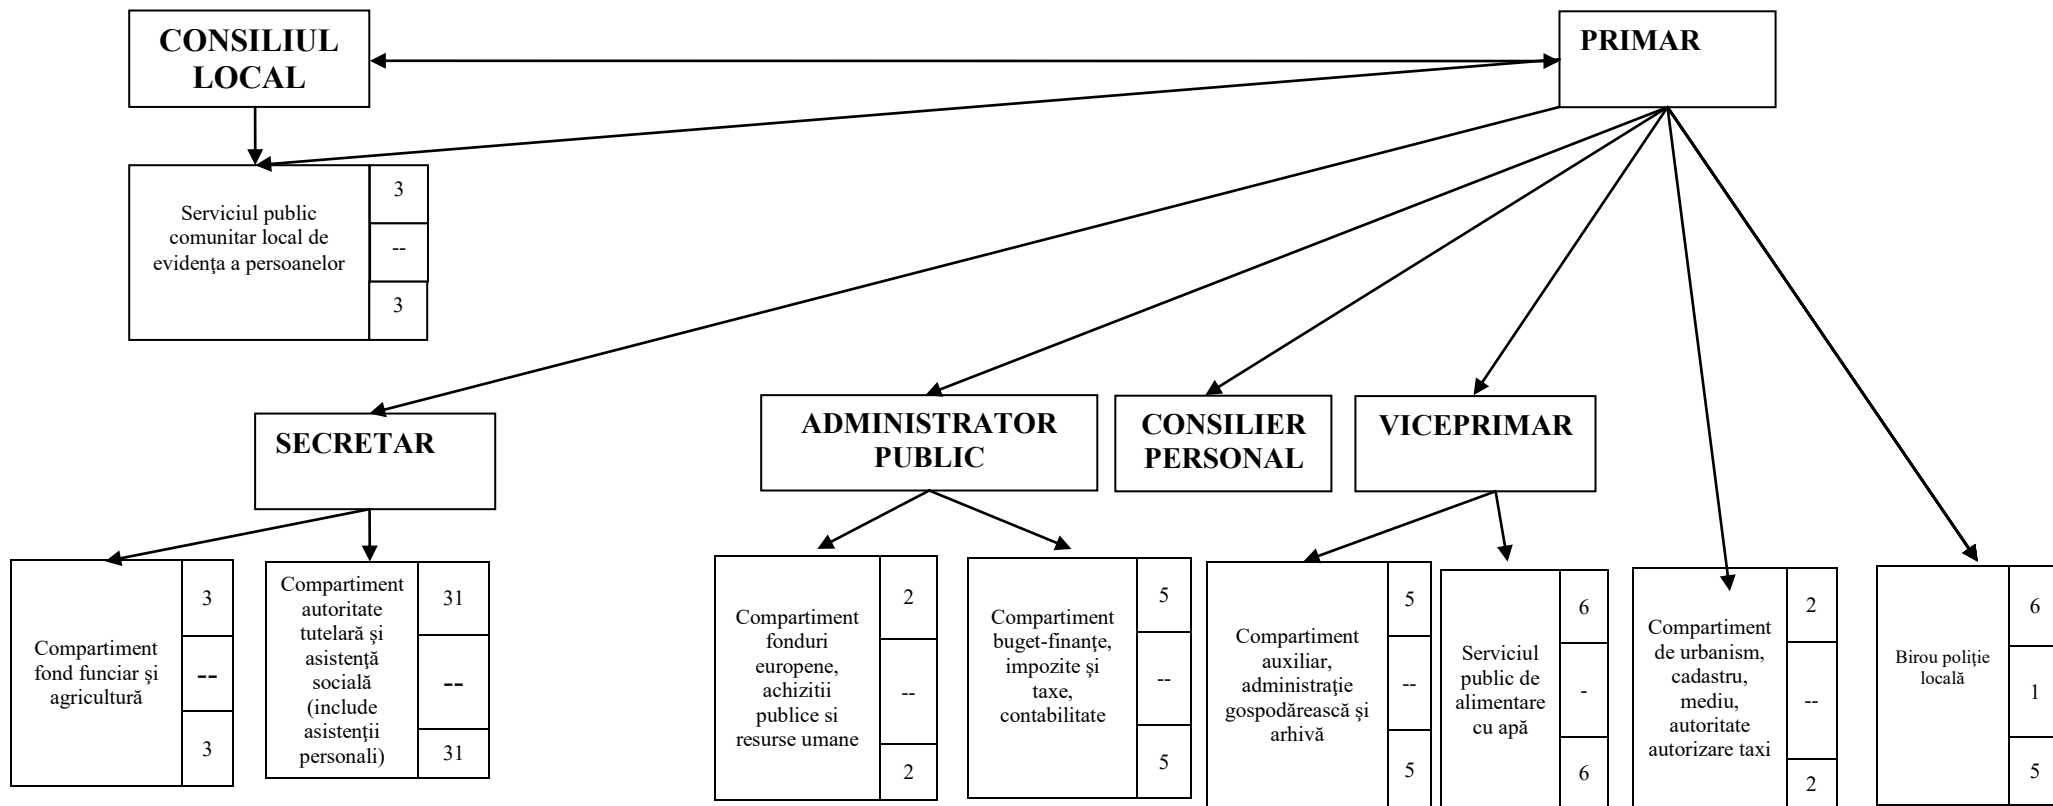 CONSILIUL
LOCAL
PRIMAR
Serviciul public
comunitar local de
evidenţa a persoanelor
3
--
3
SECRETAR
ADMINISTRATOR
PUBLIC
CONSILIER
PERSONAL
VICEPRIMAR
Compartiment
fond funciar şi
agricultură
3
--
3
Compartiment
autoritate
tutelară şi
asistenţă
socială
(include
asistenţii
personali)
31
--
31
Compartiment
fonduri
europene,
achizitii
publice si
resurse umane
2
--
2
Compartiment
buget-finanţe,
impozite şi
taxe,
contabilitate
5
--
5
Compartiment
auxiliar,
administraţie
gospodărească şi
arhivă
5
--
5
Serviciul
public de
alimentare
cu apă
6
-
6
Compartiment
de urbanism,
cadastru,
mediu,
autoritate
autorizare taxi
2
--
2
Birou poliţie
locală
6
1
5